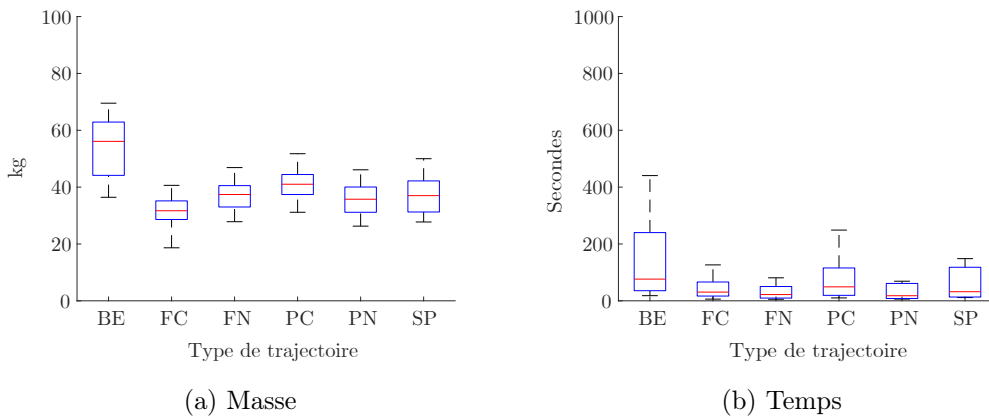 100
80
60
40
20
0
kg
BE FC FN PC PN SP
Type de trajectoire
(a) Masse
1000
800
600
400
200
0
Secondes
BE FC FN PC PN SP
Type de trajectoire
(b) Temps